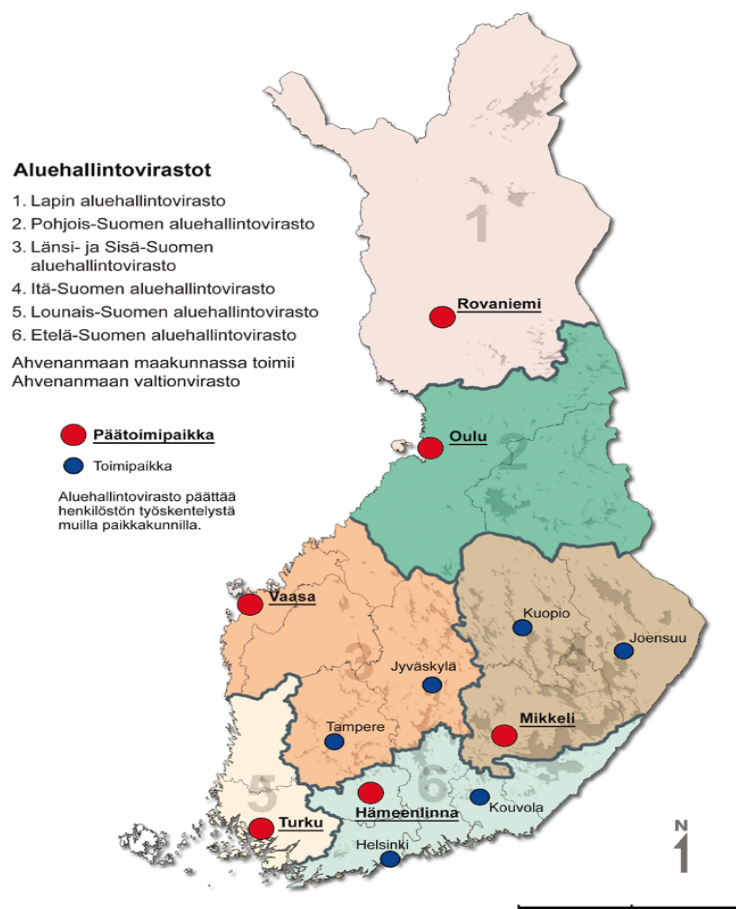 Aluehallintovirastot
1. Lapin aluehallintovirasto
2. Pohjois-Suomen aluehallintovirasto
3. Länsi- ja Sisä-Suomen
aluehallintovirasto
4. Itä-Suomen aluehallintovirasto
5. Lounais-Suomen aluehallintovirasto
6. Etelä-Suomen aluehallintovirasto
Ahvenanmaan maakunnassa toimii
Ahvenanmaan valtionvirasto
Päätoimipaikka
Toimipaikka
Aluehallintovirasto päättää
henkilöstön työskentelystä
muilla paikkakunnilla.
1
Rovaniemi
Oulu
2
Vaasa
Kuopio
Joensuu
3
4
Jyväskylä
Mikkeli
Tampere
5
6
Hämeenlinna
Kouvola
Turku
Helsinki
N